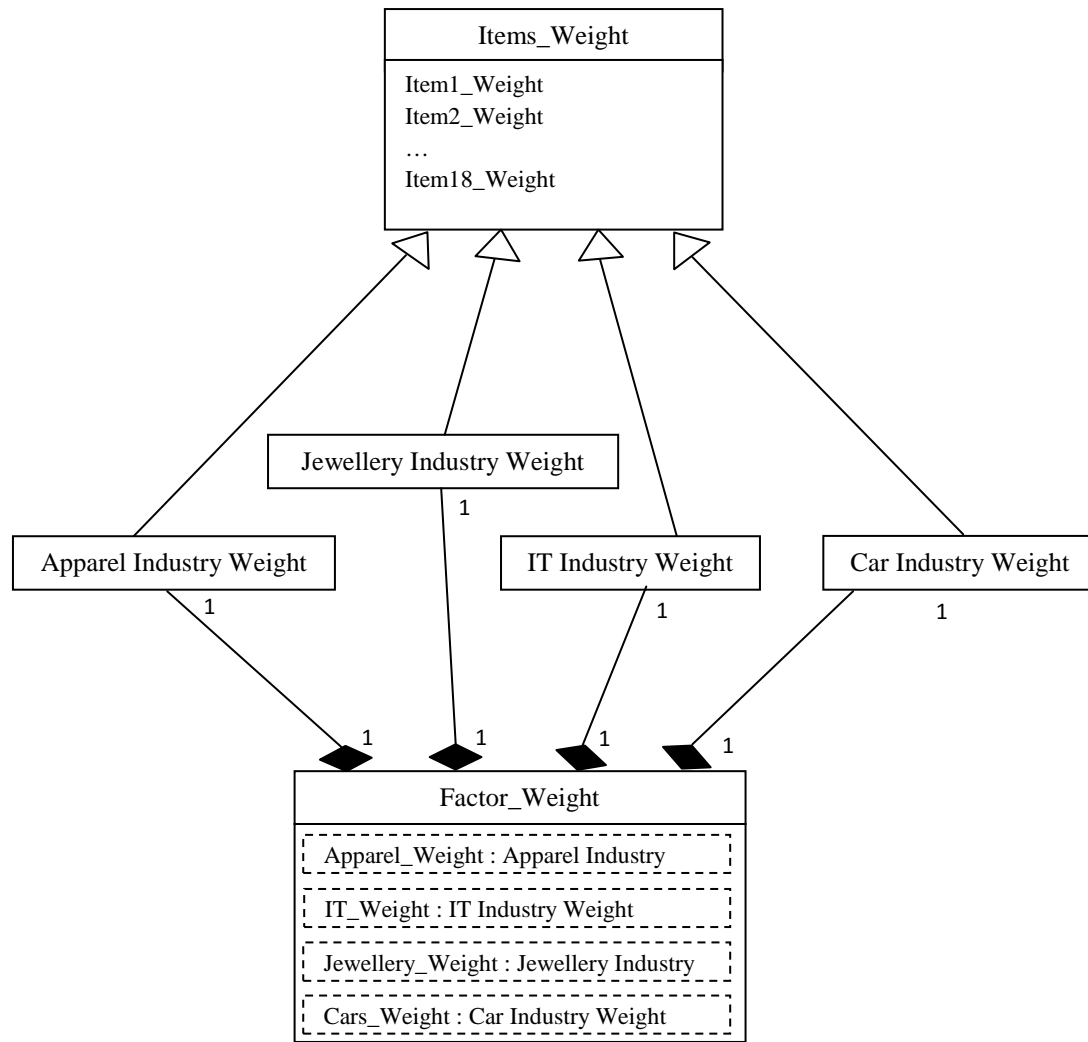 Items_Weight
Item1_Weight
Item2_Weight
…
Item18_Weight
Jewellery Industry Weight
1
Apparel Industry Weight
IT Industry Weight
Car Industry Weight
1
1
1
1
1
1
1
Factor_Weight
Apparel_Weight : Apparel Industry
IT_Weight : IT Industry Weight
Jewellery_Weight : Jewellery Industry
Cars_Weight : Car Industry Weight